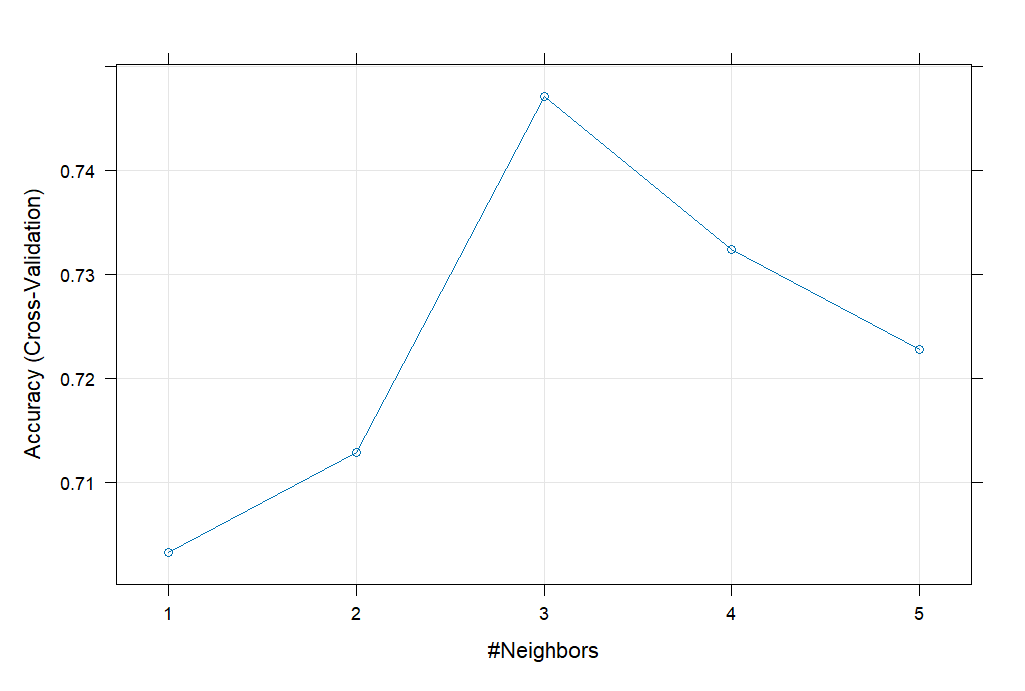 Accuracy (Cross-Validation)
0.74
0.73
0.72
0.71
1 2 3 4 5
#Neighbors